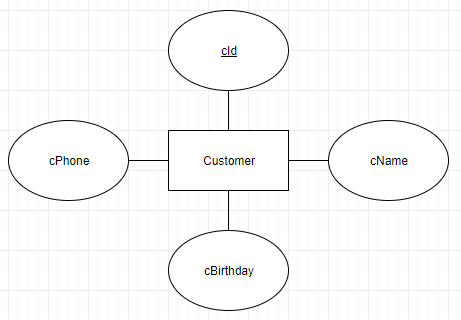 cId
cPhone
Customer
cName
cBirthday